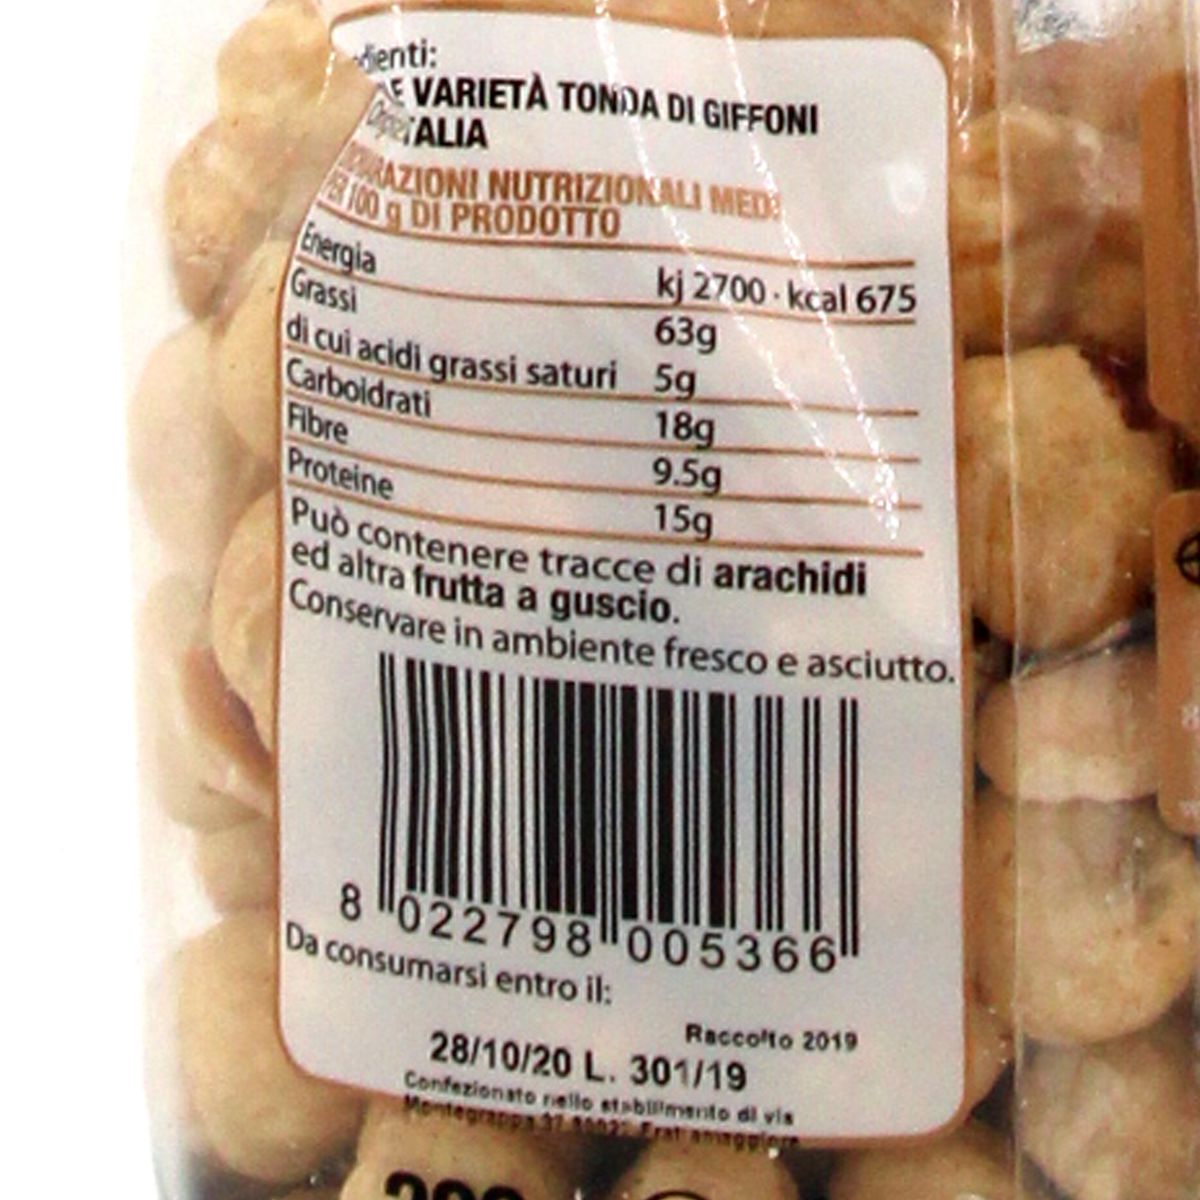 VARIETÀ TONDA DI GIFFONI
NUTRIZIONALI
100 g DI PRODOTTO
Energia kj 2700 · kcal 675
Grassi 63g
di cui acidi grassi saturi 5g
Carboidrati 18g
Fibre 9.5g
Proteine 15g
Può contenere tracce di arachidi
ed altra frutta a guscio.
Conservare in ambiente fresco e asciutto.
8 022798 005366
Da consumarsi entro il:
Raccolto 2019
28/10/20 L. 301/19
Confezionato nello stabilimento di via
Montegrappa 37